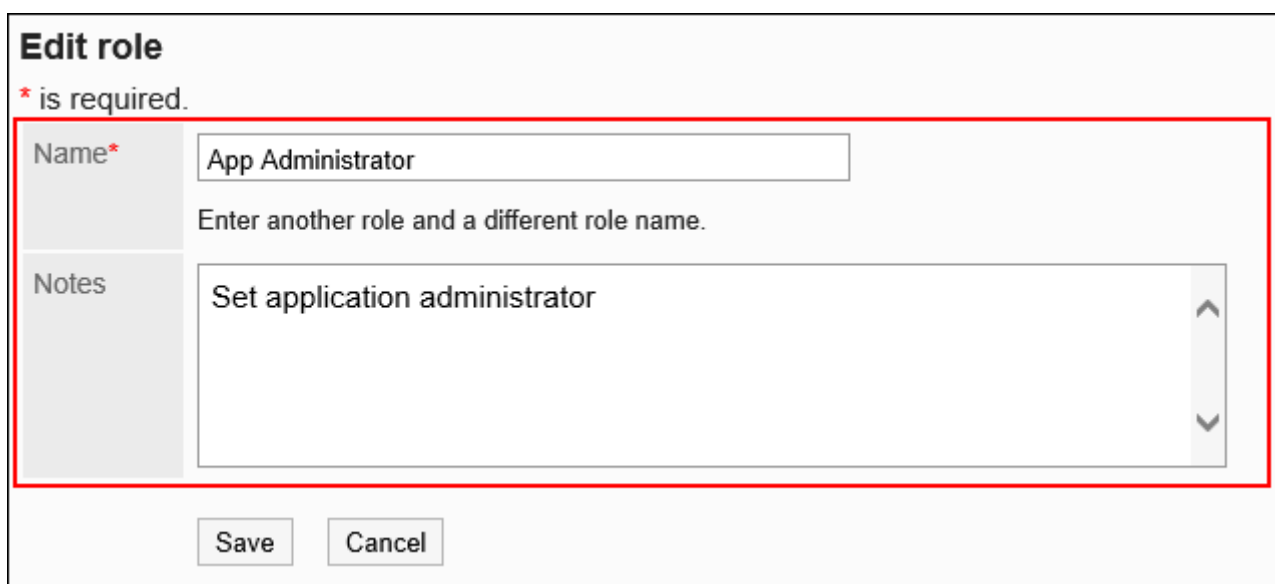 Edit role
* is required.
Name*
App Administrator
Enter another role and a different role name.
Notes
Set application administrator
Save
Cancel